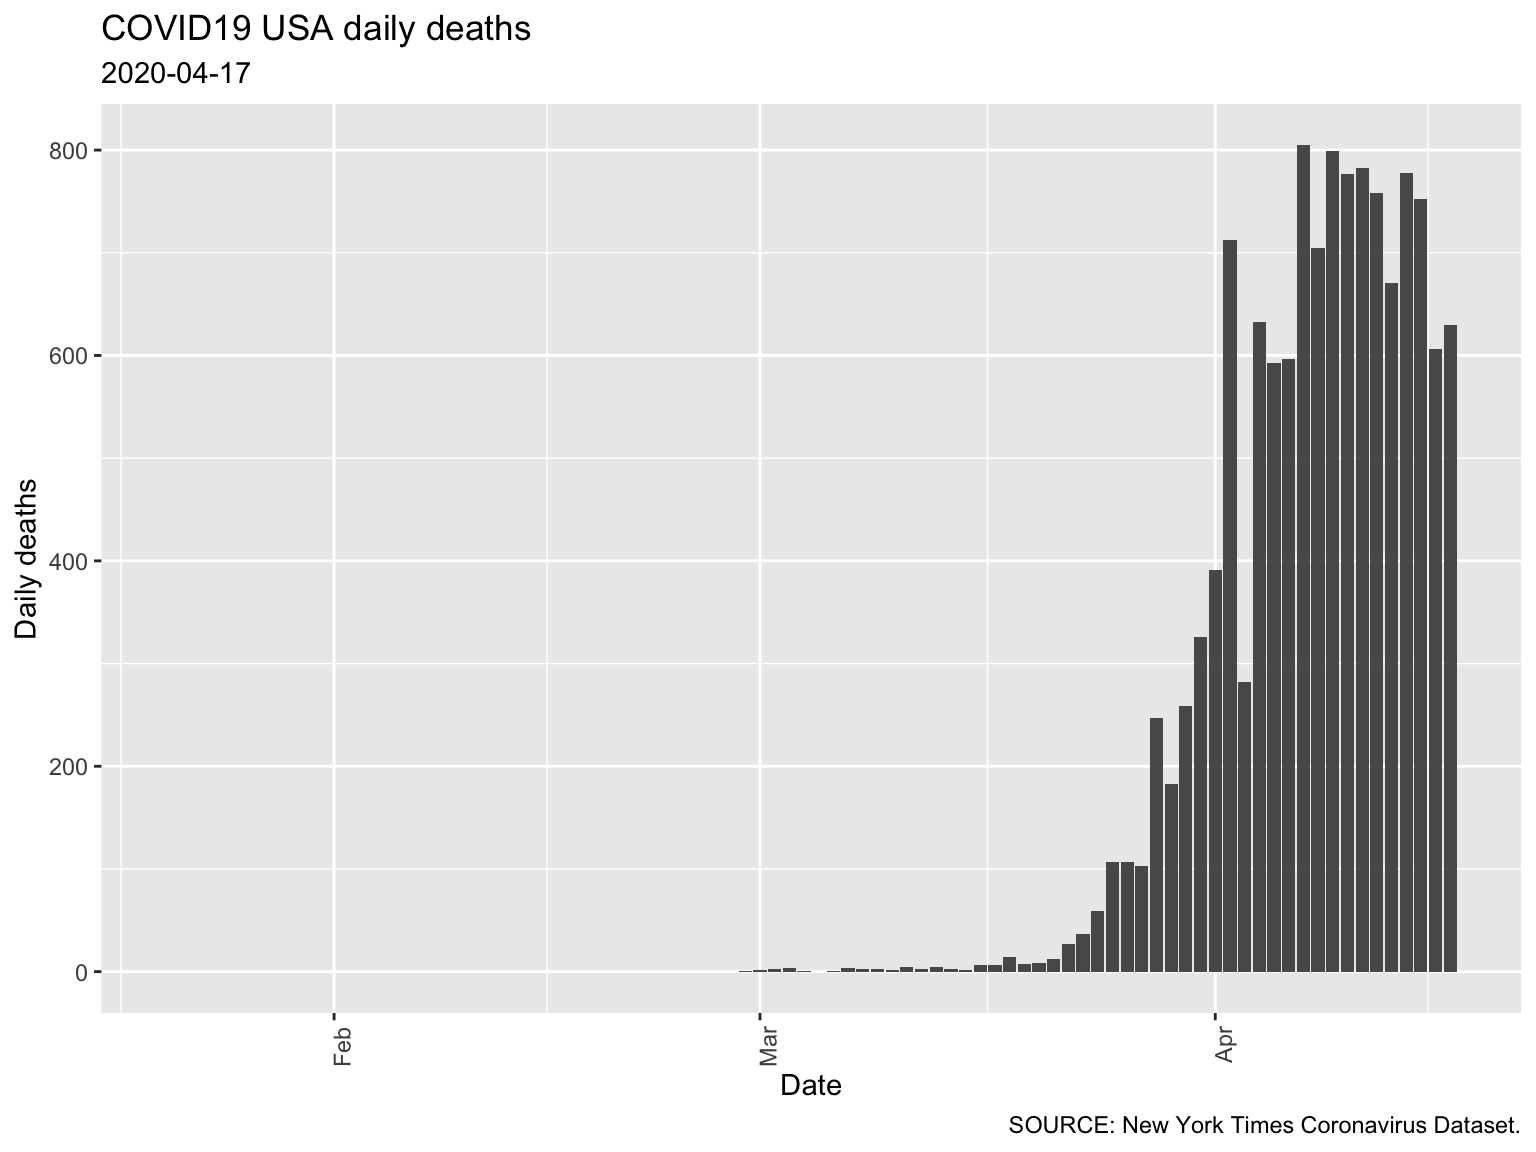 COVID19 USA daily deaths
2020-04-17
Daily deaths
800
600
400
200
0
Feb
Mar
Apr
Date
SOURCE: New York Times Coronavirus Dataset.